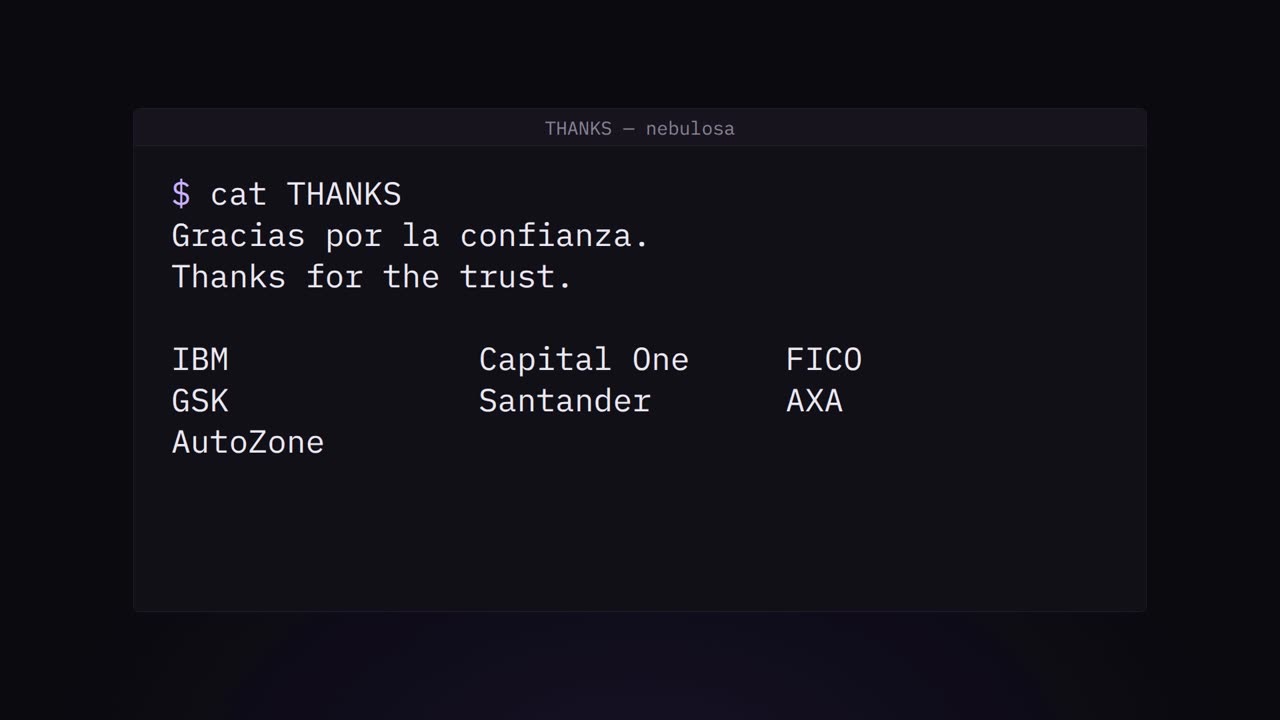 THANKS — nebulosa
$ cat THANKS
Gracias por la confianza.
Thanks for the trust.
IBM Capital One FICO
GSK Santander AXA
AutoZone